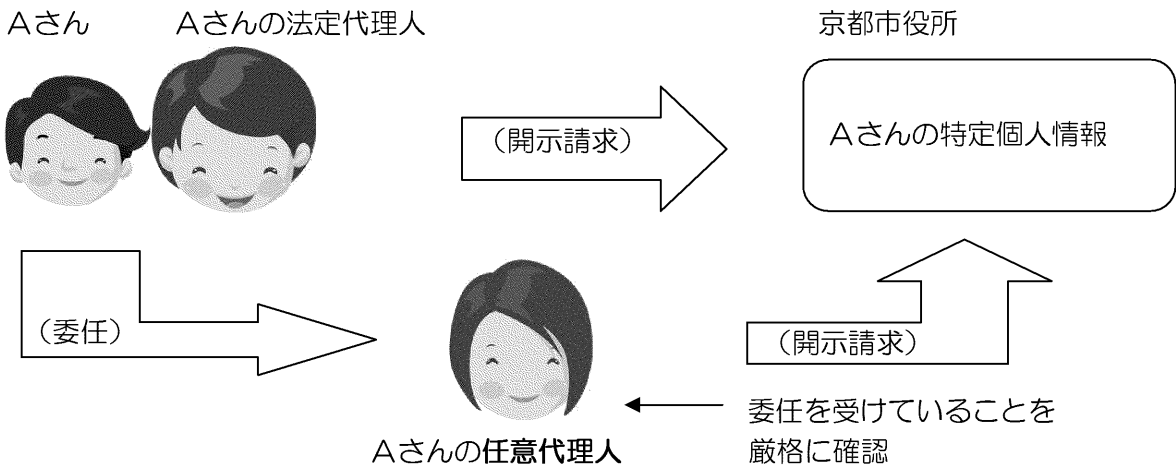 Aさん
Aさんの法定代理人
京都市役所
(開示請求)
Aさんの特定個人情報
(委任)
(開示請求)
Aさんの任意代理人
委任を受けていることを
厳格に確認